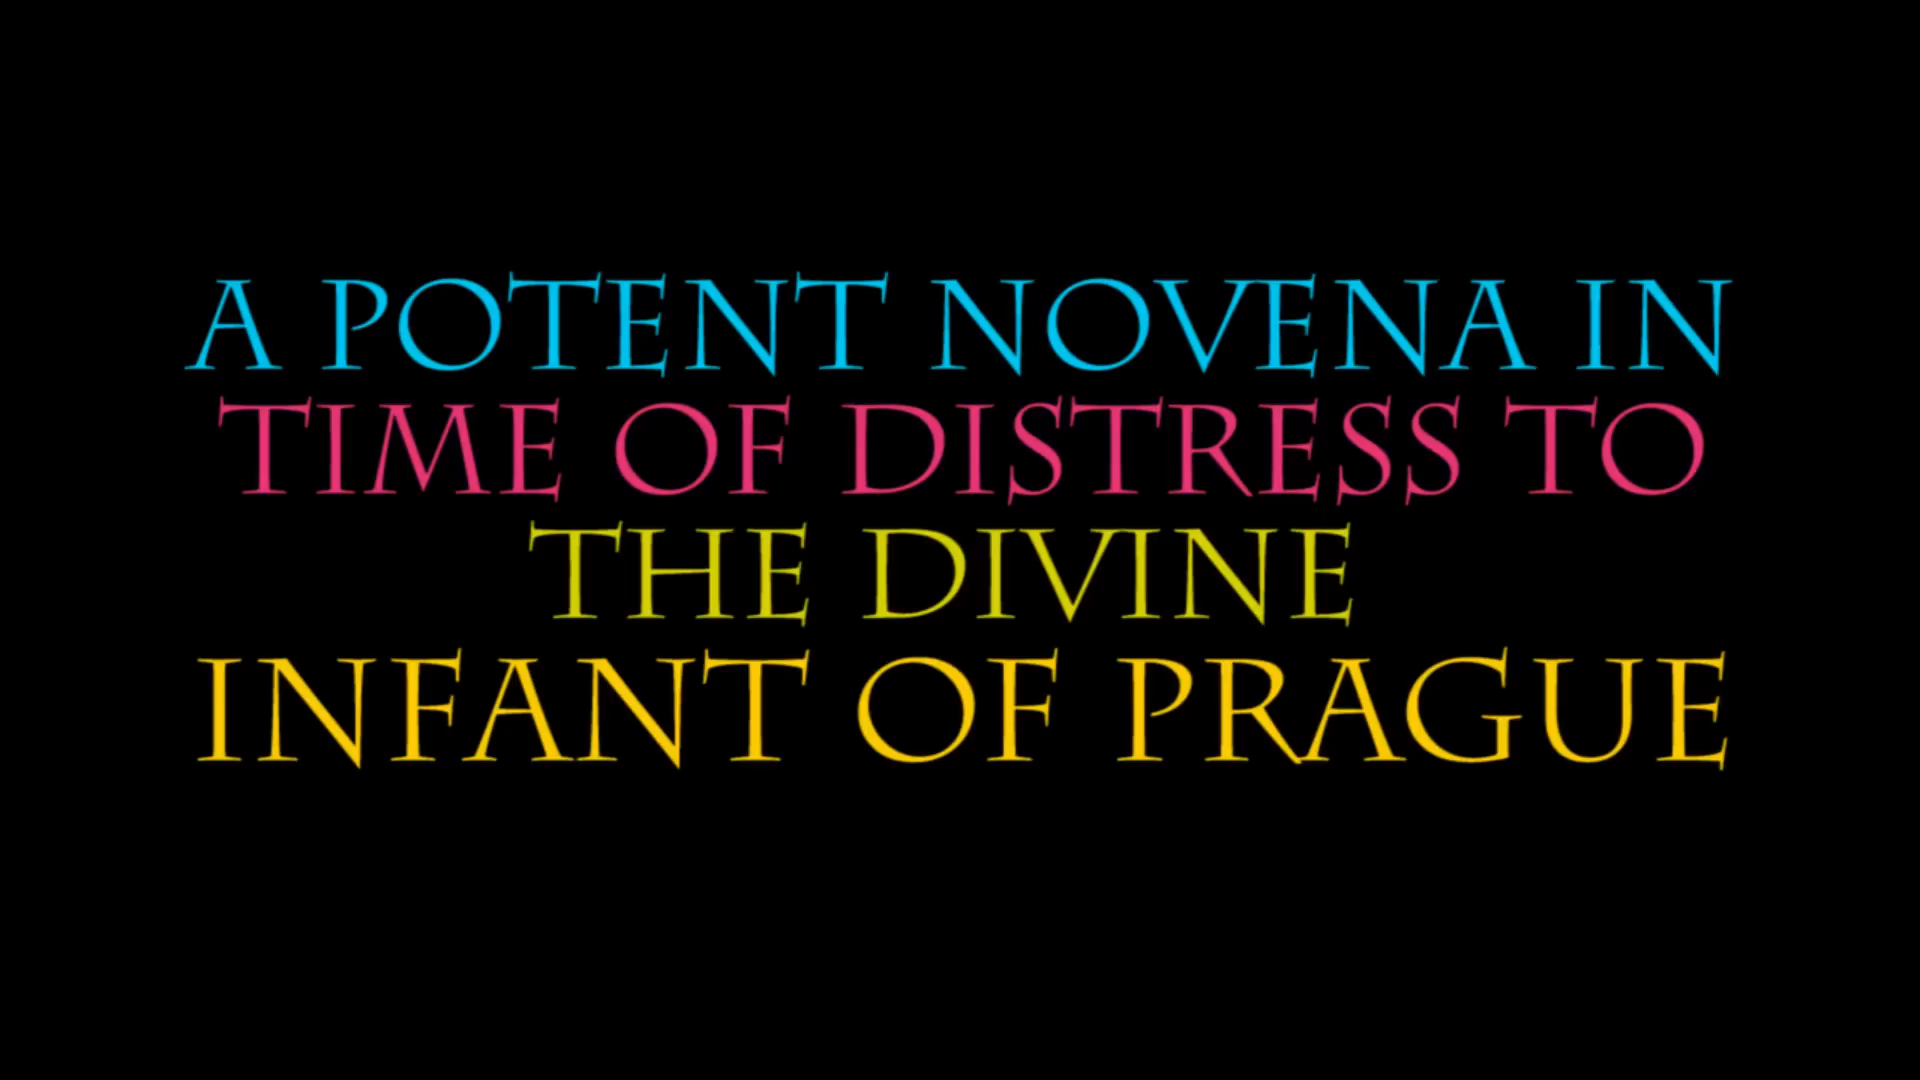 A POTENT NOVENA IN
TIME OF DISTRESS TO
THE DIVINE
INFANT OF PRAGUE